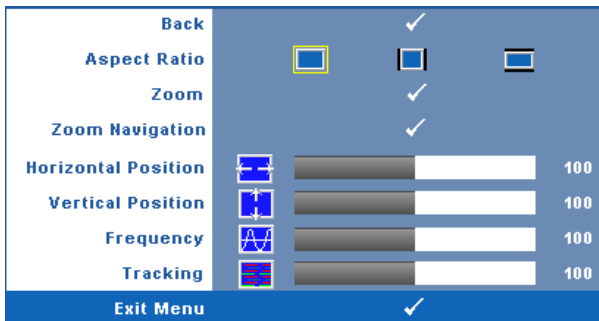 Back
Aspect Ratio
Zoom
Zoom Navigation
Horizontal Position 100
Vertical Position 100
Frequency 100
Tracking 100
Exit Menu